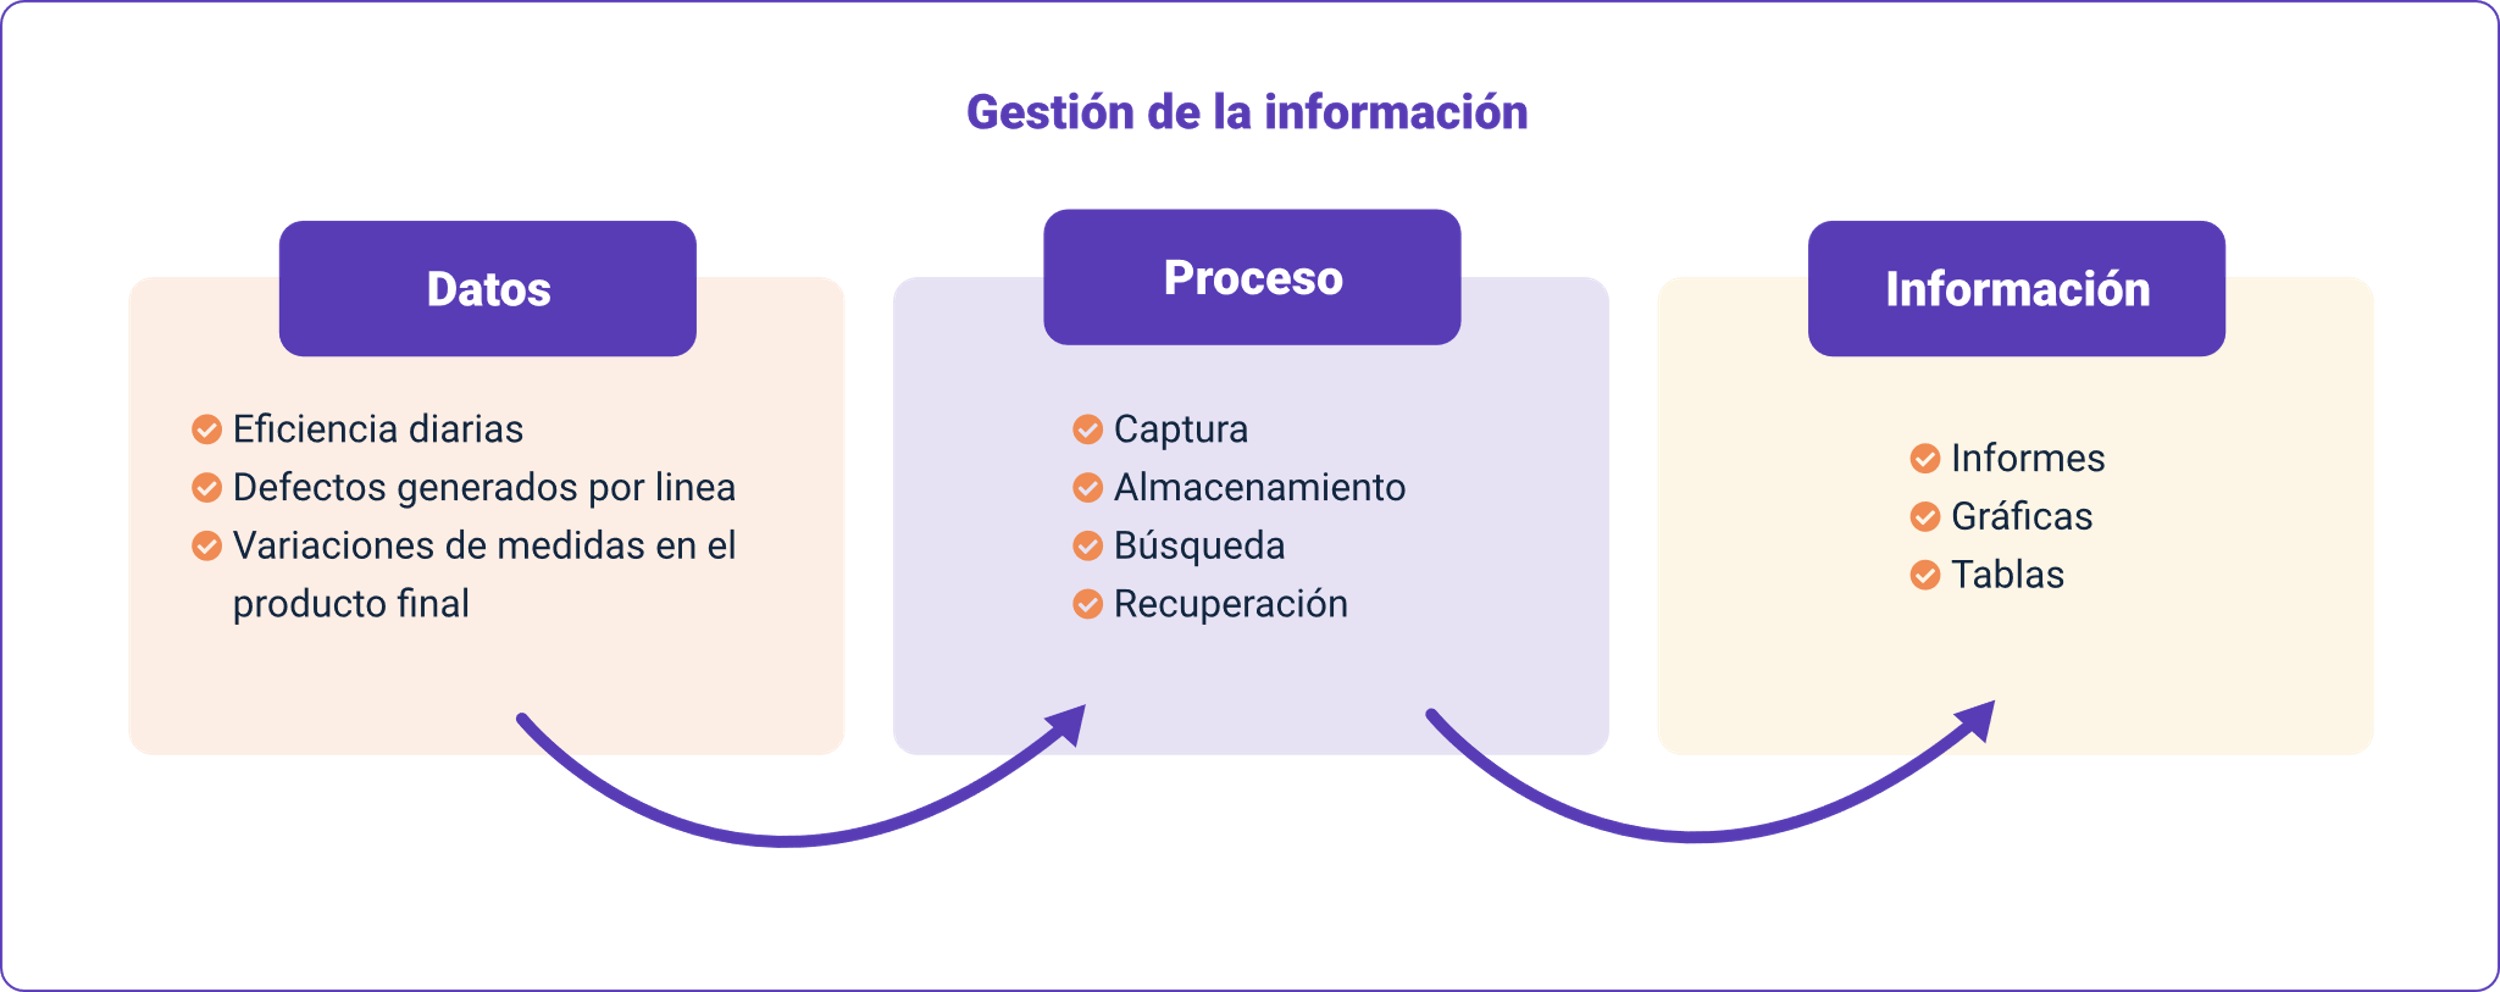 Gestión de la información
Datos
Eficiencia diarias
Defectos generados por linea
Variaciones de medidas en el
producto final
Proceso
Captura
Almacenamiento
Búsqueda
Recuperación
Información
Informes
Gráficas
Tablas